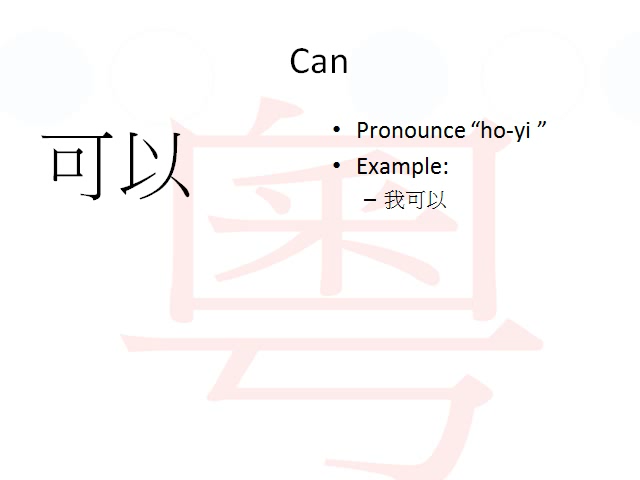 Can
可以
• Pronounce “ho-yi ”
• Example:
– 我可以
粵